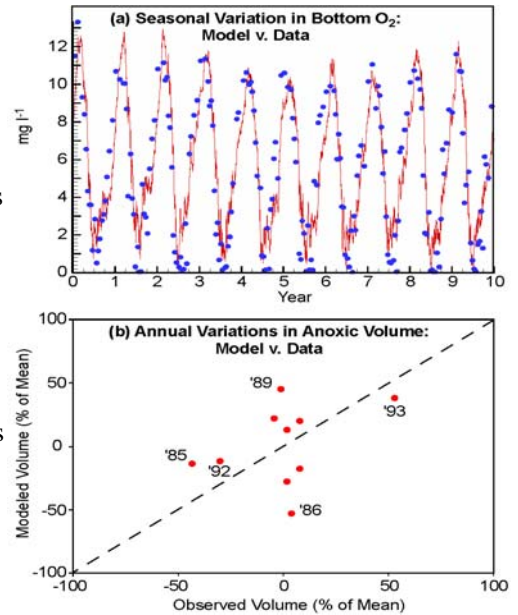 (a) Seasonal Variation in Bottom O₂:
Model v. Data
mg l-¹
12
10
8
6
4
2
0
0 1 2 3 4 5 6 7 8 9 10
Year
s
(b) Annual Variations in Anoxic Volume:
Model v. Data
Modeled Volume (% of Mean)
100
50
0
-50
-100
'89
'93
'85
'92
'86
s
-100 -50 0 50 100
Observed Volume (% of Mean)